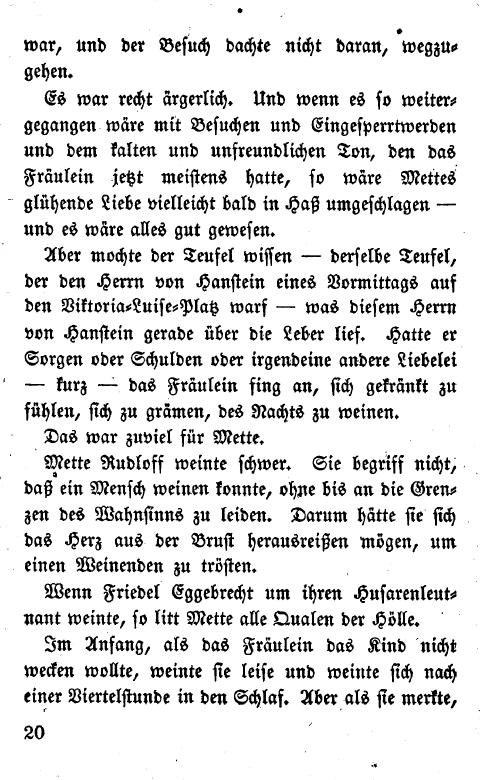 war, und der Besuch dachte nicht daran, wegzu-
gehen.
Es war recht ärgerlich. Und wenn es so weiter-
gegangen wäre mit Besuchen und Eingesperrtwerden
und dem kalten und unfreundlichen Ton, den das
Fräulein jetzt meistens hatte, so wäre Mettes
glühende Liebe vielleicht bald in Haß umgeschlagen —
und es wäre alles gut gewesen.
Aber mochte der Teufel wissen — derselbe Teufel,
der den Herrn von Hanstein eines Vormittags auf
den Viktoria-Luise-Platz warf — was diesem Herrn
von Hanstein gerade über die Leber lief. Hatte er
Sorgen oder Schulden oder irgendeine andere Liebelei
— kurz — das Fräulein fing an, sich gekränkt zu
fühlen, sich zu grämen, des Nachts zu weinen.
Das war zuviel für Mette.
Mette Rudloff weinte schwer. Sie begriff nicht,
daß ein Mensch weinen konnte, ohne bis an die Gren-
zen des Wahnsinns zu leiden. Darum hätte sie sich
das Herz aus der Brust herausreißen mögen, um
einen Weinenden zu trösten.
Wenn Friedel Eggebrecht um ihren Husarenleut-
nant weinte, so litt Mette alle Qualen der Hölle.
Im Anfang, als das Fräulein das Kind nicht
wecken wollte, weinte sie leise und weinte sich nach
einer Viertelstunde in den Schlaf. Aber als sie merkte,
20